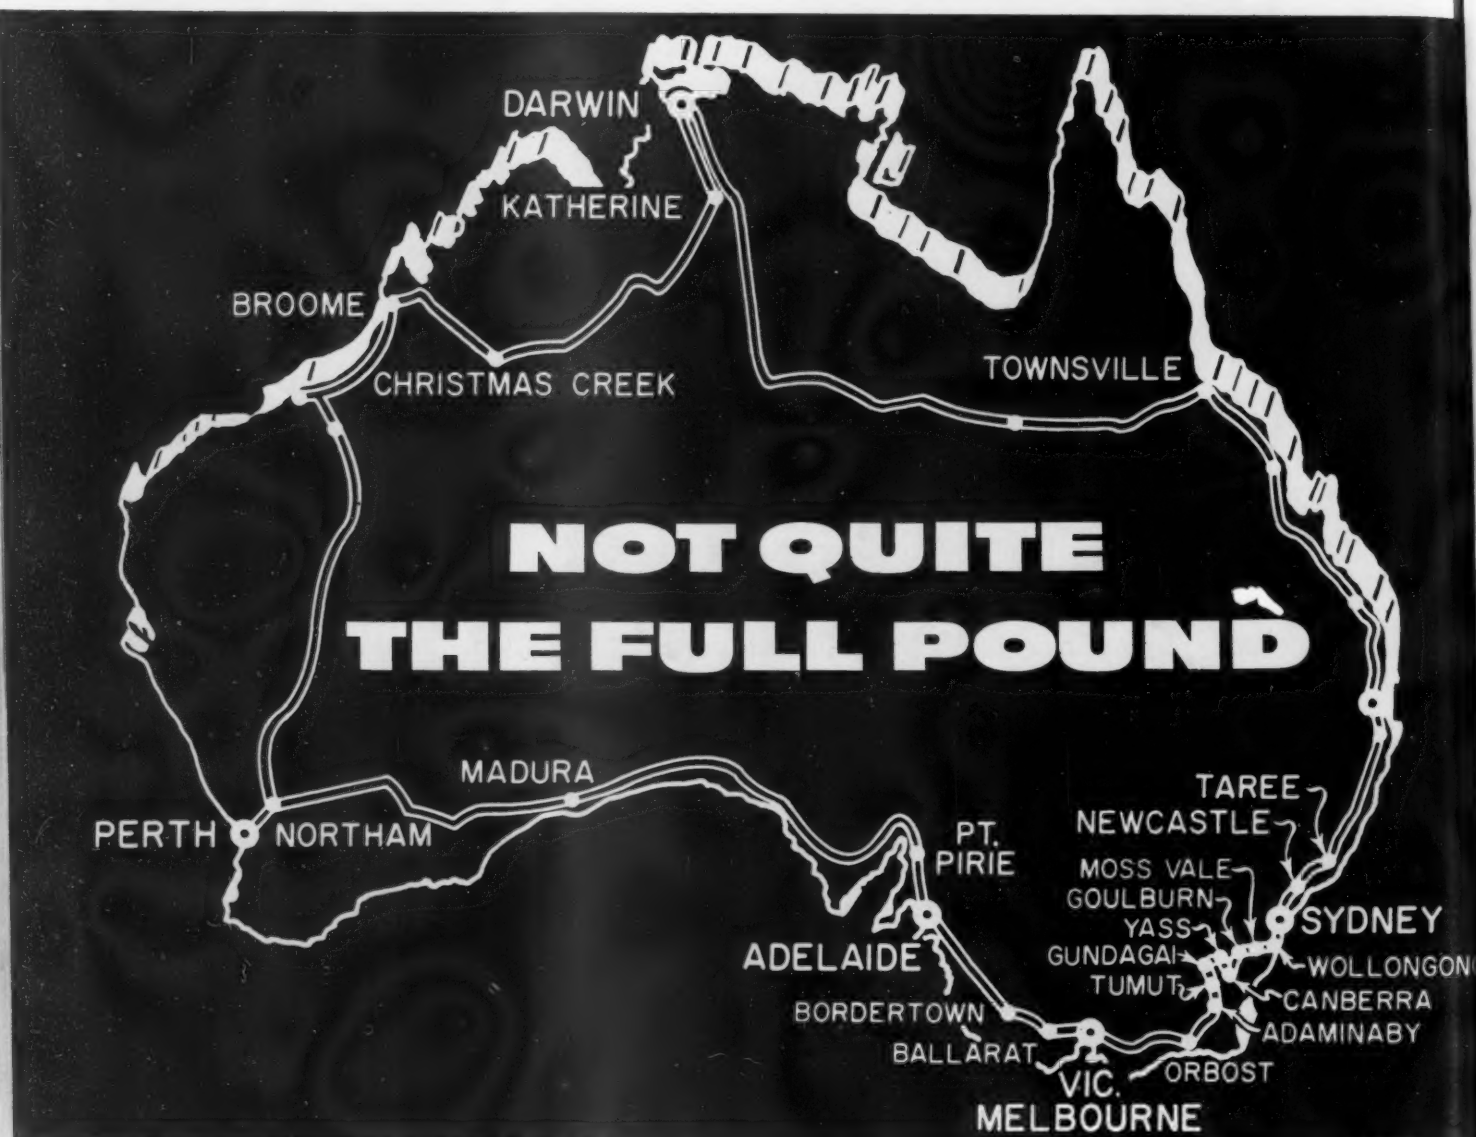 DARWIN
KATHERINE
BROOME
CHRISTMAS CREEK
TOWNSVILLE
NOT QUITE
THE FULL POUND
MADURA
PERTH
NORTHAM
PT.
PIRIE
TAREE
NEWCASTLE
MOSS VALE
GOULBURN
YASS
GUNDAGAI
TUMUT
SYDNEY
WOLLONGONG
CANBERRA
ADAMINABY
ADELAIDE
BORDERTOWN
BALLARAT
ORBOST
VIC.
MELBOURNE